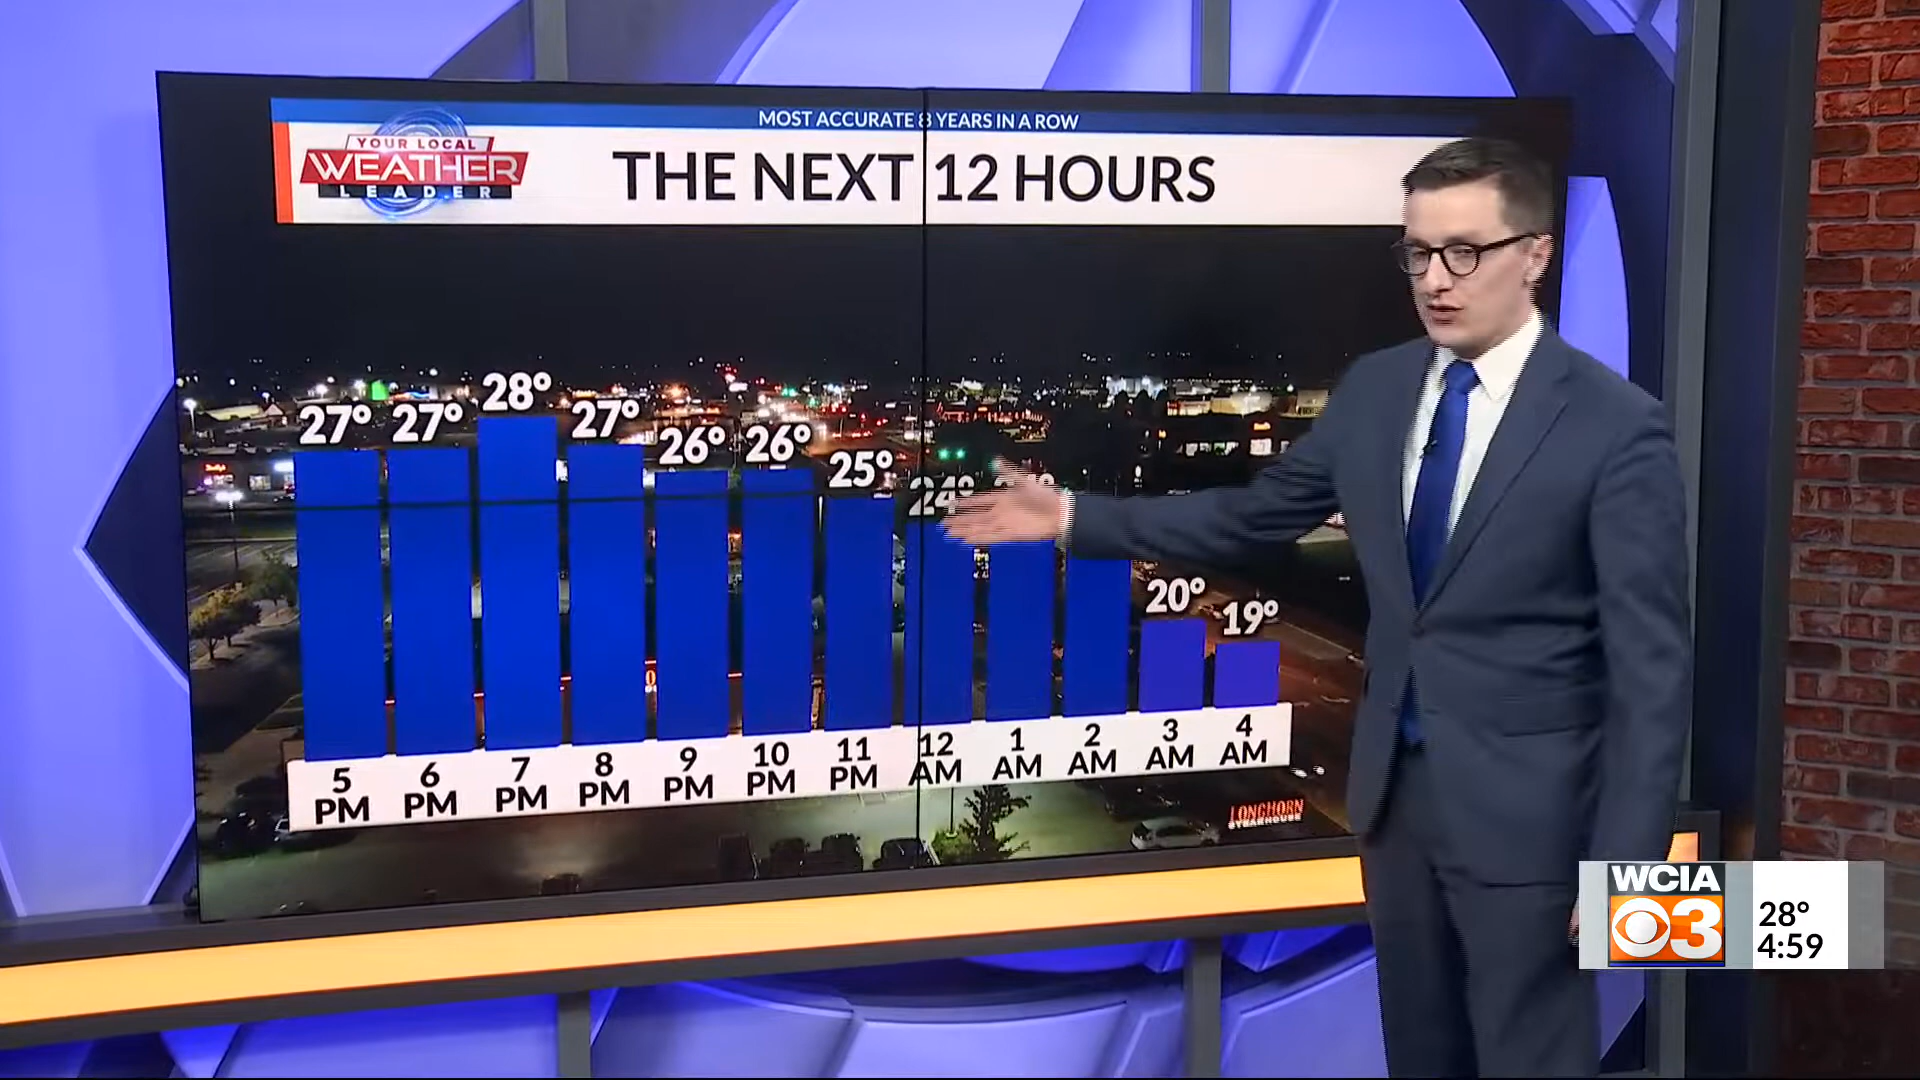 MOST ACCURATE 8 YEARS IN A ROW
YOUR LOCAL
WEATHER
LEADER
THE NEXT 12 HOURS
27° 27° 28° 27° 26° 26° 25° 24° 20° 19°
5 PM 6 PM 7 PM 8 PM 9 PM 10 PM 11 PM 12 AM 1 AM 2 AM 3 AM 4 AM
LONGHORN
STEAKHOUSE
WCIA
3
28°
4:59